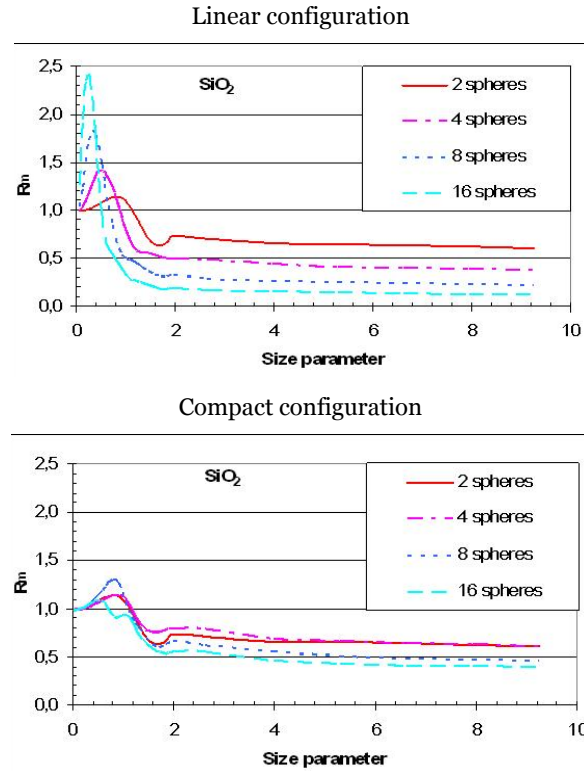 Linear configuration
2,5
2,0
1,5
1,0
0,5
0,0
Rm
SiO₂
2 spheres
4 spheres
8 spheres
16 spheres
0 2 4 6 8 10
Size parameter
Compact configuration
2,5
2,0
1,5
1,0
0,5
0,0
Rm
SiO₂
2 spheres
4 spheres
8 spheres
16 spheres
0 2 4 6 8 10
Size parameter